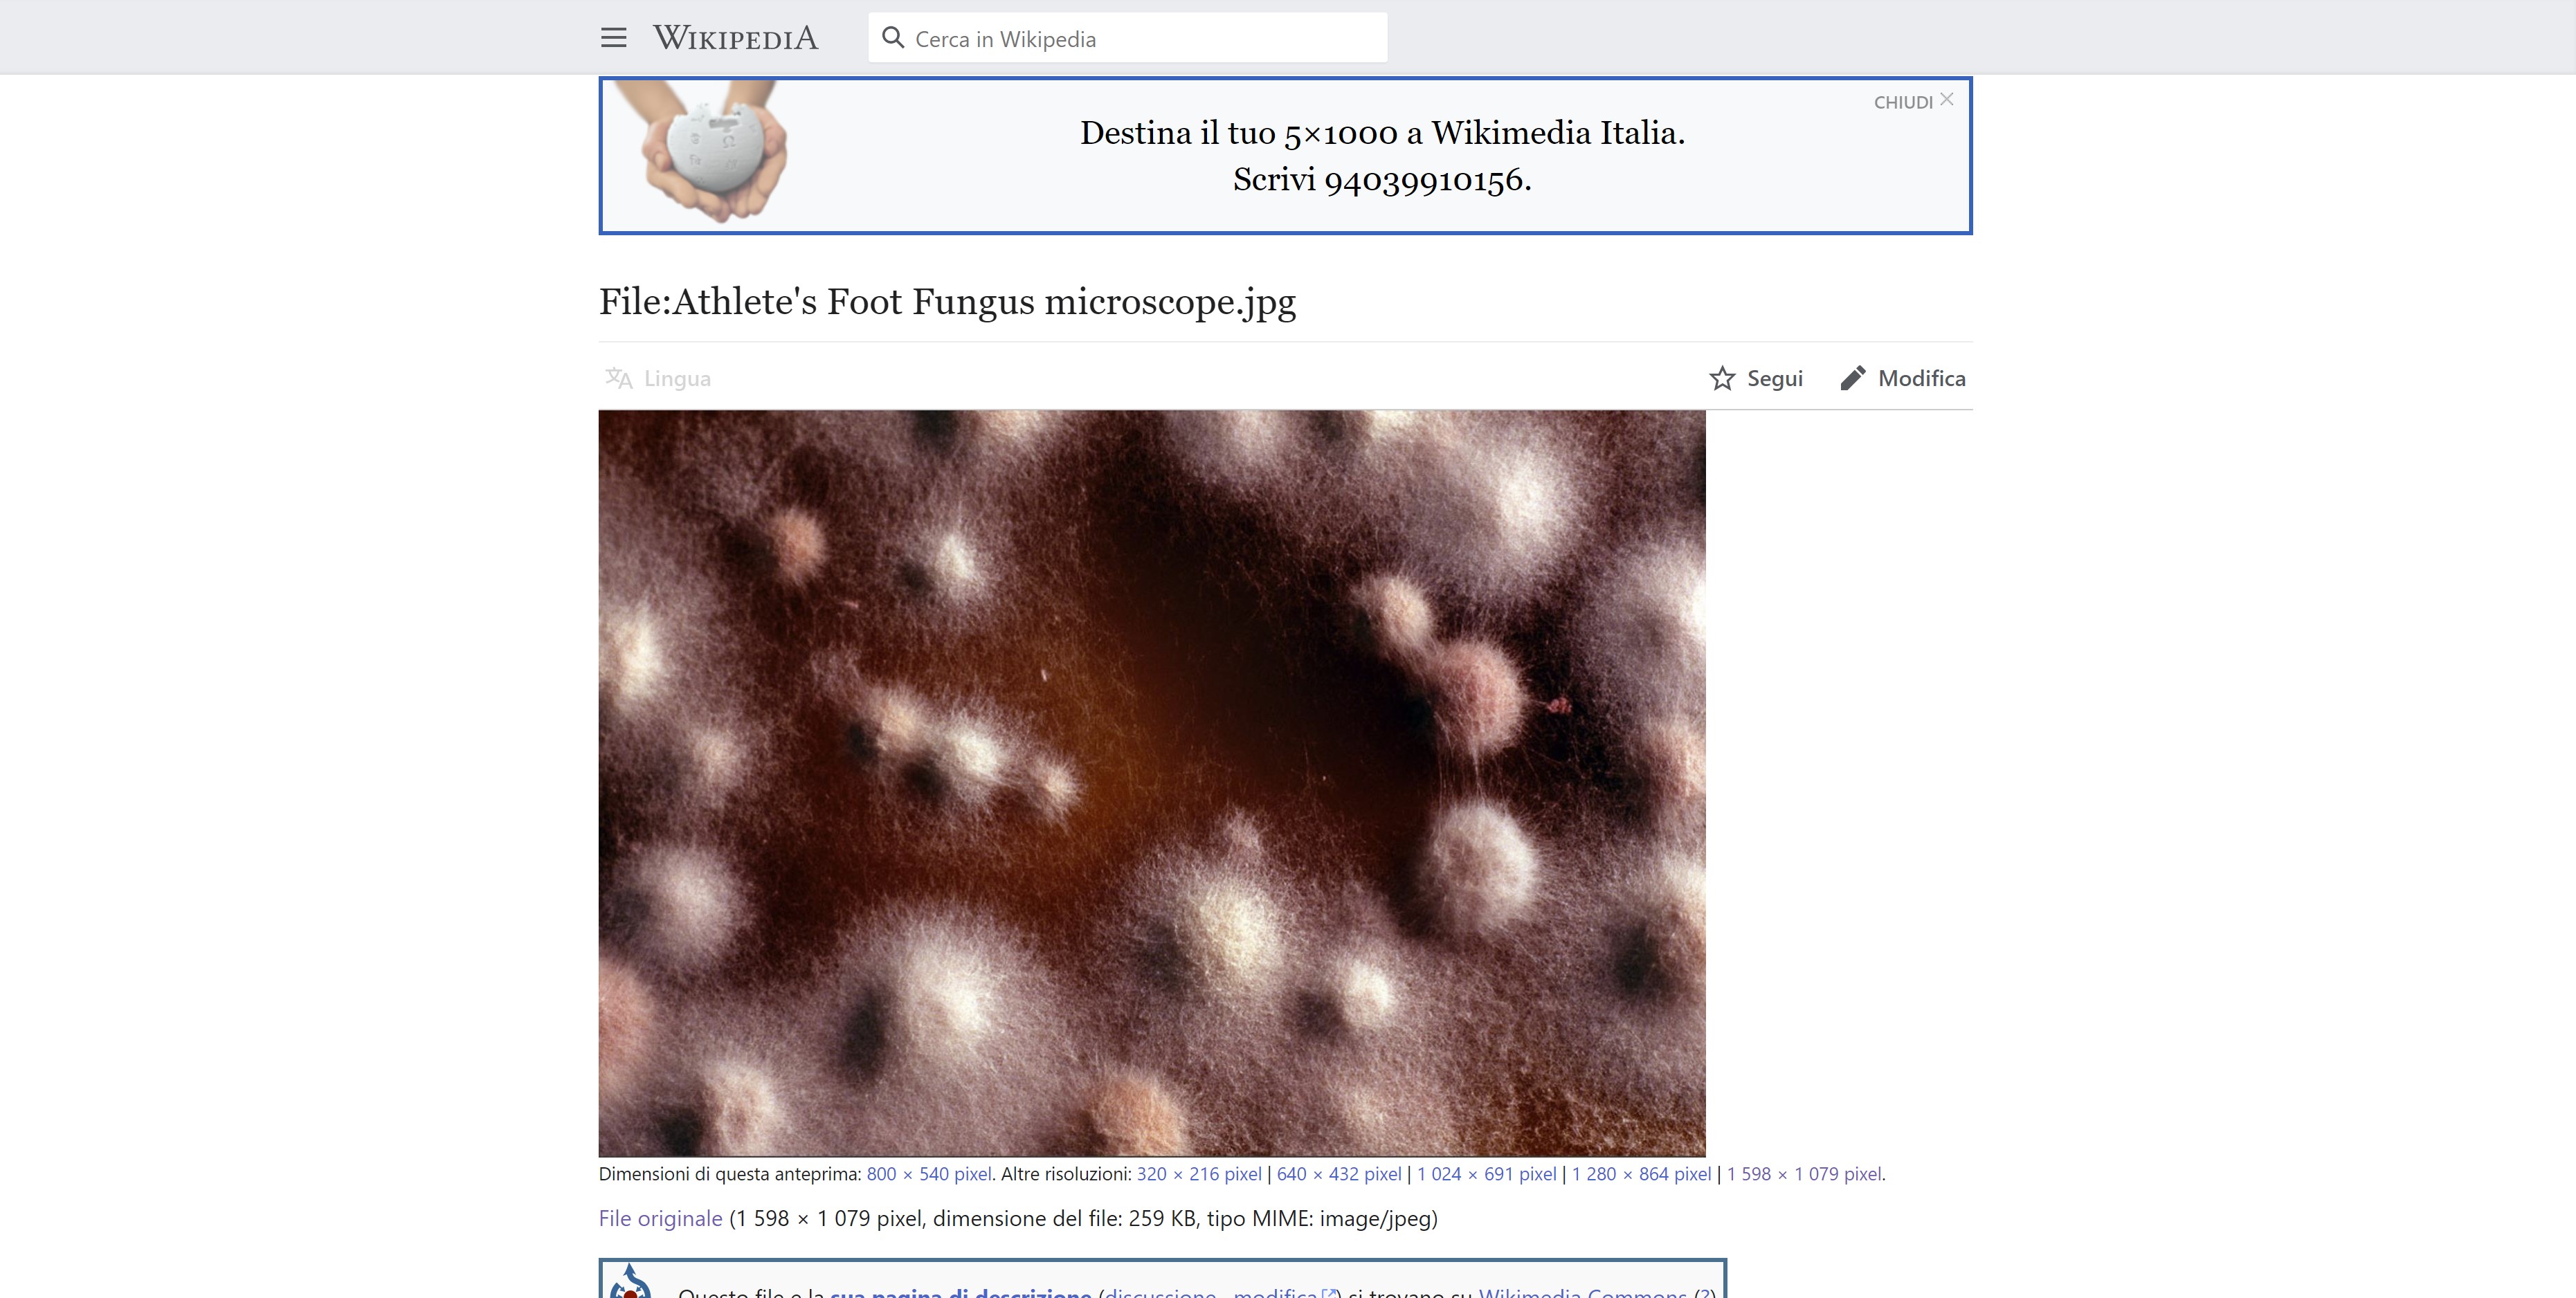 WIKIPEDIA
Cerca in Wikipedia
CHIUDI
Destina il tuo 5×1000 a Wikimedia Italia.
Scrivi 94039910156.
File:Athlete's Foot Fungus microscope.jpg
Lingua
Segui
Modifica
Dimensioni di questa anteprima: 800 × 540 pixel. Altre risoluzioni: 320 × 216 pixel | 640 × 432 pixel | 1 024 × 691 pixel | 1 280 × 864 pixel | 1 598 × 1 079 pixel.
File originale (1 598 × 1 079 pixel, dimensione del file: 259 KB, tipo MIME: image/jpeg)
Questo file e la sua pagina di descrizione (discussione · modifica) si trovano su Wikimedia Commons (?)